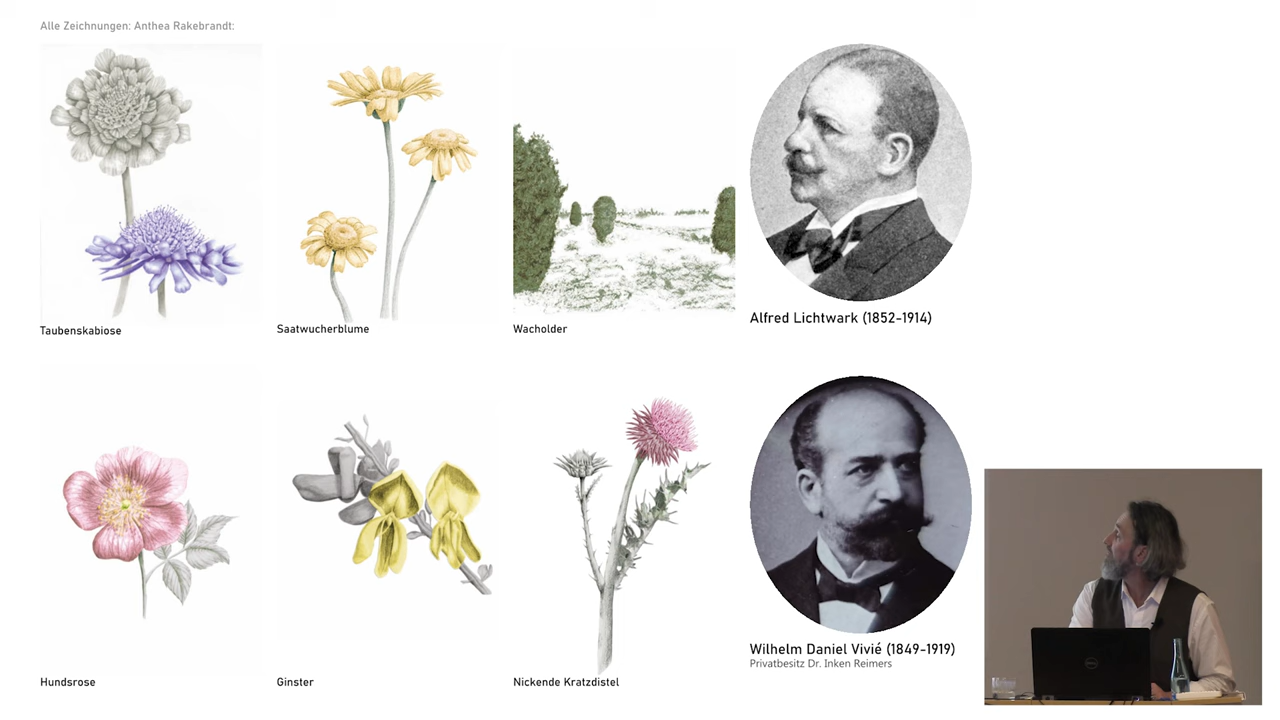 Alle Zeichnungen: Anthea Rakebrandt:
Taubenskabiose
Saatwucherblume
Wacholder
Alfred Lichtwark (1852-1914)
Hundsrose
Ginster
Nickende Kratzdistel
Wilhelm Daniel Vivié (1849-1919)
Privatbesitz Dr. Inken Reimers
DELL